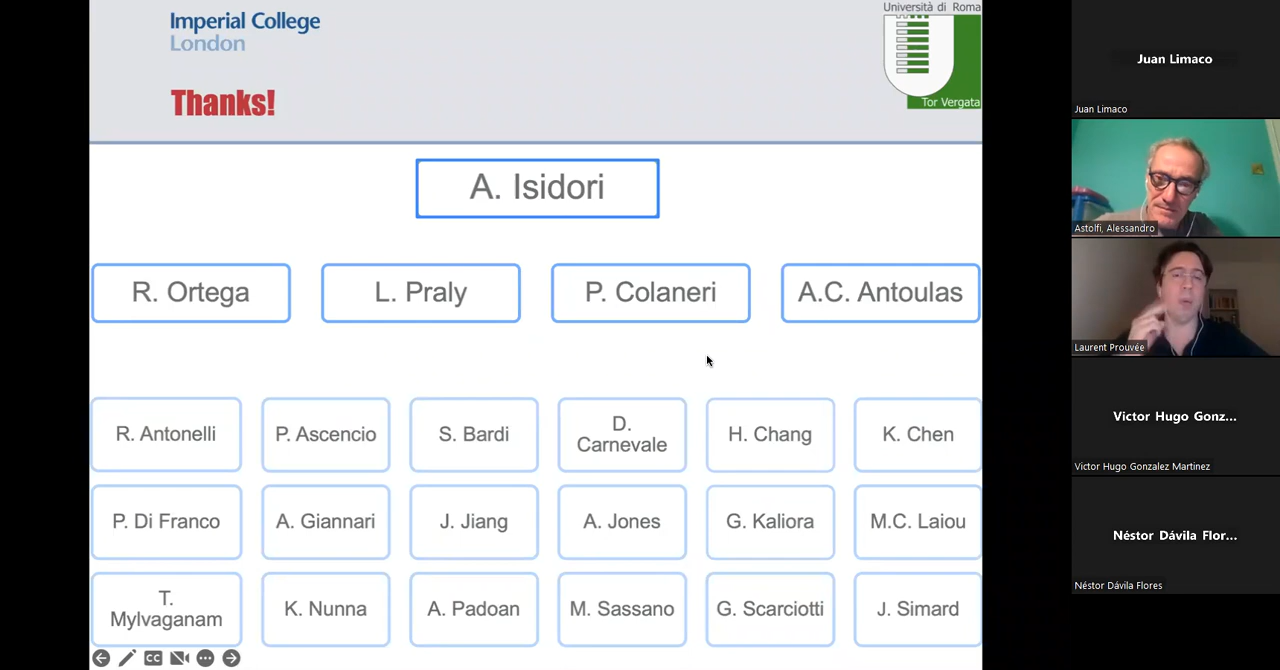 Imperial College
London
Università di Roma
Tor Vergata
Thanks!
A. Isidori
R. Ortega
L. Praly
P. Colaneri
A.C. Antoulas
R. Antonelli
P. Ascencio
S. Bardi
D.
Carnevale
H. Chang
K. Chen
P. Di Franco
A. Giannari
J. Jiang
A. Jones
G. Kaliora
M.C. Laiou
T.
Mylvaganam
K. Nunna
A. Padoan
M. Sassano
G. Scarciotti
J. Simard
CC
Juan Limaco
Juan Limaco
Astolfi, Alessandro
Laurent Prouvée
Victor Hugo Gonz...
Victor Hugo Gonzalez Martinez
Néstor Dávila Flor...
Néstor Dávila Flores